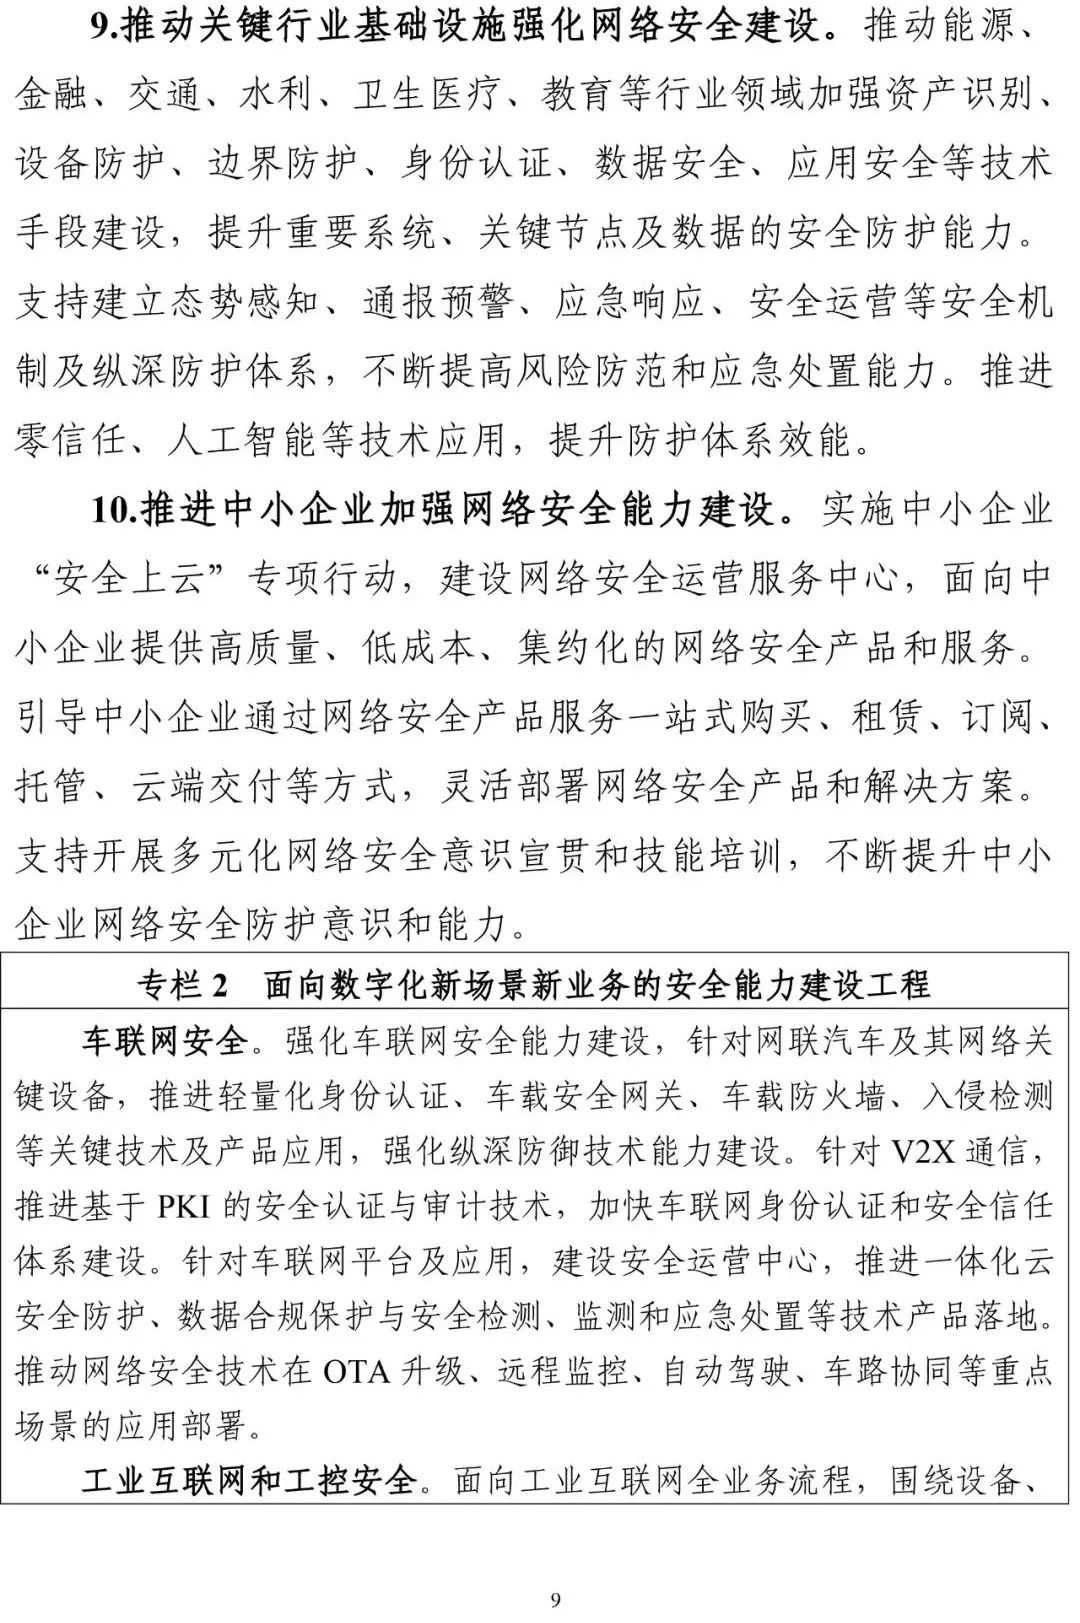 9.推动关键行业基础设施强化网络安全建设。推动能源、
金融、交通、水利、卫生医疗、教育等行业领域加强资产识别、
设备防护、边界防护、身份认证、数据安全、应用安全等技术
手段建设，提升重要系统、关键节点及数据的安全防护能力。
支持建立态势感知、通报预警、应急响应、安全运营等安全机
制及纵深防护体系，不断提高风险防范和应急处置能力。推进
零信任、人工智能等技术应用，提升防护体系效能。
10.推进中小企业加强网络安全能力建设。实施中小企业
“安全上云”专项行动，建设网络安全运营服务中心，面向中
小企业提供高质量、低成本、集约化的网络安全产品和服务。
引导中小企业通过网络安全产品服务一站式购买、租赁、订阅、
托管、云端交付等方式，灵活部署网络安全产品和解决方案。
支持开展多元化网络安全意识宣贯和技能培训，不断提升中小
企业网络安全防护意识和能力。
专栏 2　面向数字化新场景新业务的安全能力建设工程
车联网安全。强化车联网安全能力建设，针对网联汽车及其网络关
键设备，推进轻量化身份认证、车载安全网关、车载防火墙、入侵检测
等关键技术及产品应用，强化纵深防御技术能力建设。针对 V2X 通信，
推进基于 PKI 的安全认证与审计技术，加快车联网身份认证和安全信任
体系建设。针对车联网平台及应用，建设安全运营中心，推进一体化云
安全防护、数据合规保护与安全检测、监测和应急处置等技术产品落地。
推动网络安全技术在 OTA 升级、远程监控、自动驾驶、车路协同等重点
场景的应用部署。
工业互联网和工控安全。面向工业互联网全业务流程，围绕设备、
9